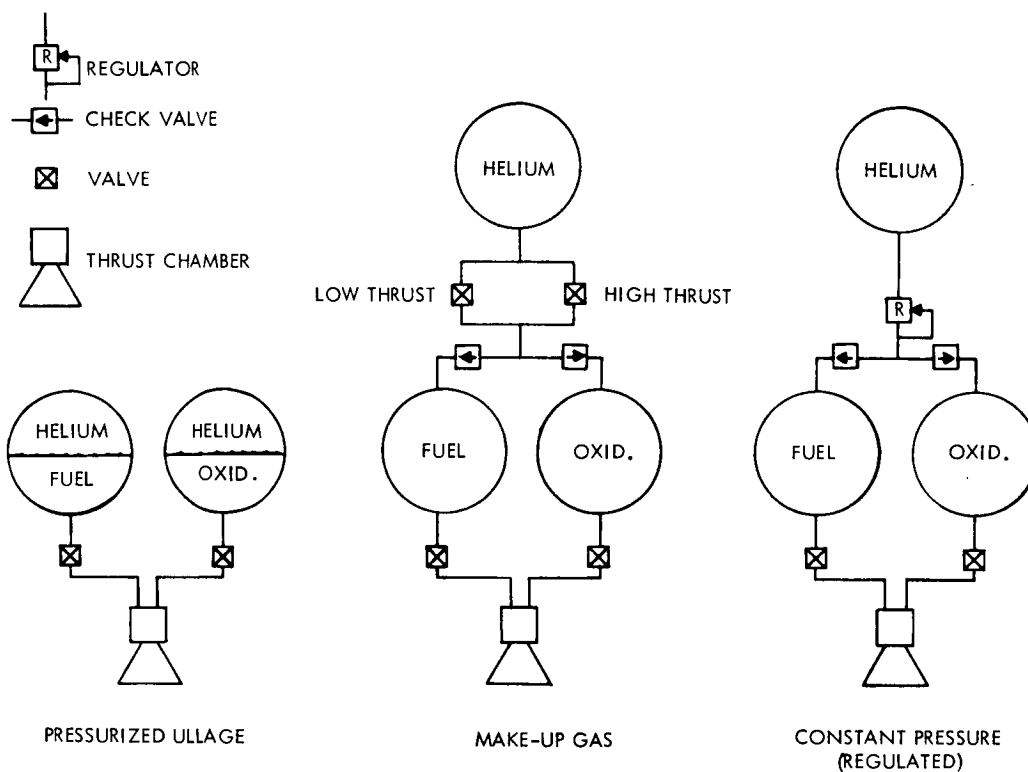 R
REGULATOR
CHECK VALVE
VALVE
THRUST CHAMBER
HELIUM
FUEL
HELIUM
OXID.
PRESSURIZED ULLAGE
HELIUM
LOW THRUST
HIGH THRUST
FUEL
OXID.
MAKE-UP GAS
HELIUM
R
FUEL
OXID.
CONSTANT PRESSURE
(REGULATED)